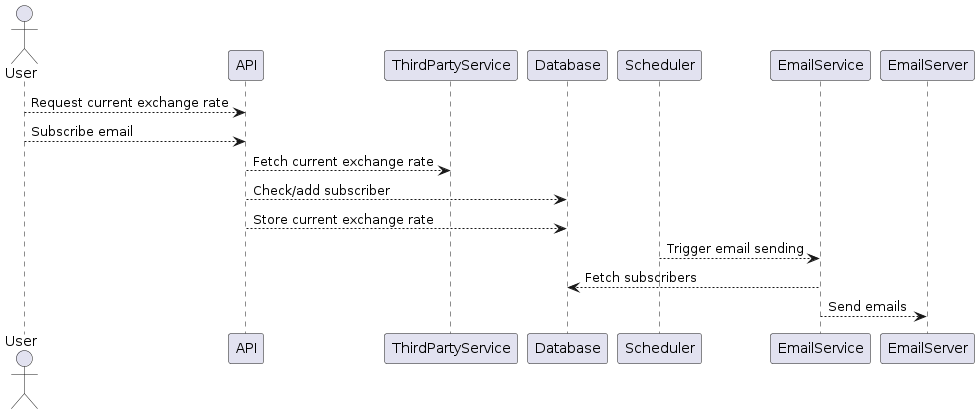 User
API
ThirdPartyService
Database
Scheduler
EmailService
EmailServer
Request current exchange rate
Subscribe email
Fetch current exchange rate
Check/add subscriber
Store current exchange rate
Trigger email sending
Fetch subscribers
Send emails
User
API
ThirdPartyService
Database
Scheduler
EmailService
EmailServer